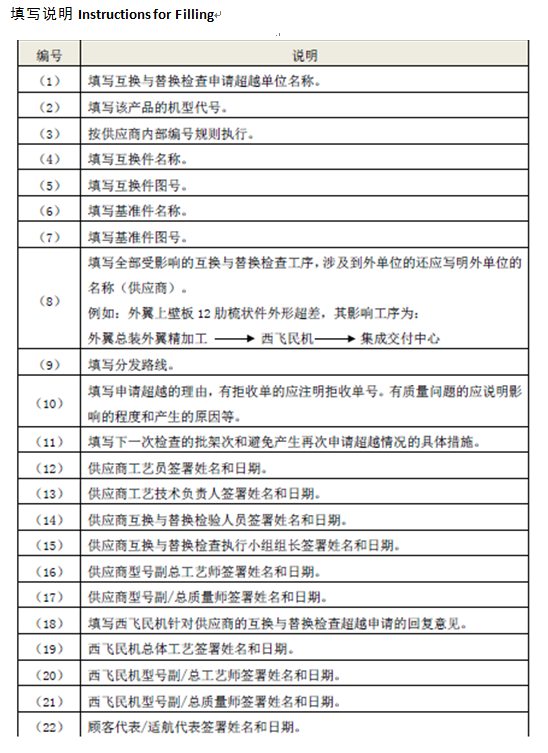 填写说明 Instructions for Filling
编号 说明
（1） 填写互换与替换检查申请超越单位名称。
（2） 填写该产品的机型代号。
（3） 按供应商内部编号规则执行。
（4） 填写互换件名称。
（5） 填写互换件图号。
（6） 填写基准件名称。
（7） 填写基准件图号。
（8） 填写全部受影响的互换与替换检查工序，涉及到外单位的还应写明外单位的
名称（供应商）。
例如：外翼上壁板 12 肋梳状件外形超差，其影响工序为：
外翼总装外翼精加工 → 西飞民机 → 集成交付中心
（9） 填写分发路线。
（10） 填写申请超越的理由，有拒收单的应注明拒收单号。有质量问题的应说明影
响的程度和产生的原因等。
（11） 填写下一次检查的批架次和避免产生再次申请超越情况的具体措施。
（12） 供应商工艺员签署姓名和日期。
（13） 供应商工艺技术负责人签署姓名和日期。
（14） 供应商互换与替换检验人员签署姓名和日期。
（15） 供应商互换与替换检查执行小组组长签署姓名和日期。
（16） 供应商型号副总工艺师签署姓名和日期。
（17） 供应商型号副/总质量师签署姓名和日期。
（18） 填写西飞民机针对供应商的互换与替换检查超越申请的回复意见。
（19） 西飞民机总体工艺签署姓名和日期。
（20） 西飞民机型号副/总工艺师签署姓名和日期。
（21） 西飞民机型号副/总质量师签署姓名和日期。
（22） 顾客代表/适航代表签署姓名和日期。